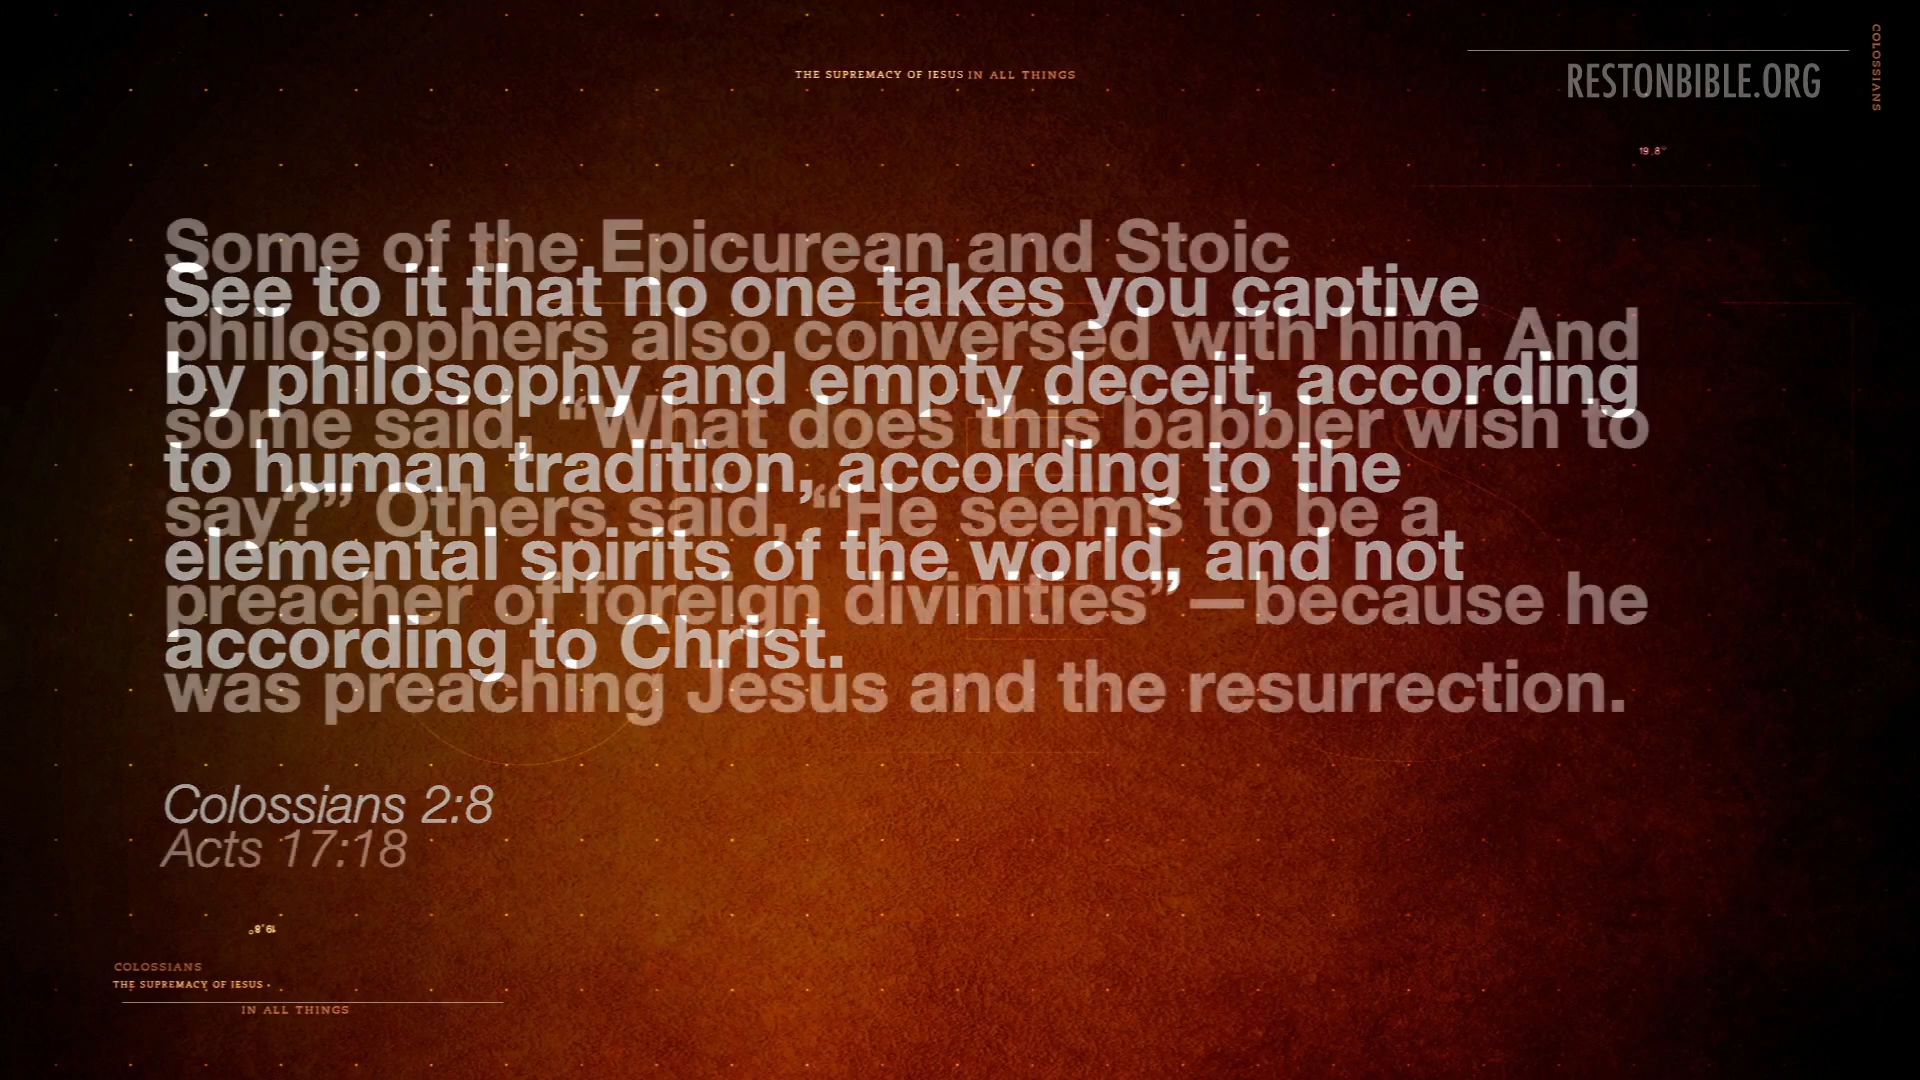 THE SUPREMACY OF JESUS IN ALL THINGS
RESTONBIBLE.ORG
COLOSSIANS
19.8°
Some of the Epicurean and Stoic
philosophers also conversed with him. And
some said, “What does this babbler wish to
say?” Others said, “He seems to be a
preacher of foreign divinities”—because he
was preaching Jesus and the resurrection.
Acts 17:18
See to it that no one takes you captive
by philosophy and empty deceit, according
to human tradition, according to the
elemental spirits of the world, and not
according to Christ.
Colossians 2:8
19.8°
COLOSSIANS
THE SUPREMACY OF JESUS •
IN ALL THINGS